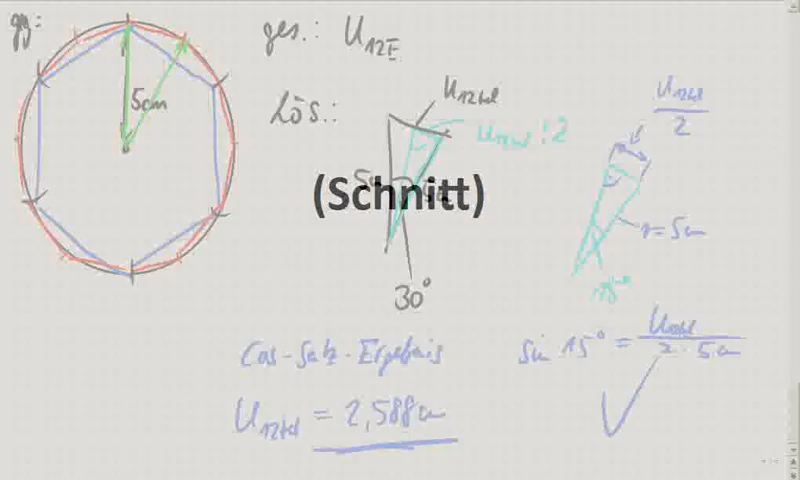 gg:
ges.: U12E
5cm
Lös.:
U12tel
U12tel : 2
U12tel
2
(Schnitt)
r = 5cm
30°
15°
Cos-Satz-Ergebnis
sin 15° = U12tel
2 · 5cm
U12tel = 2,588cm